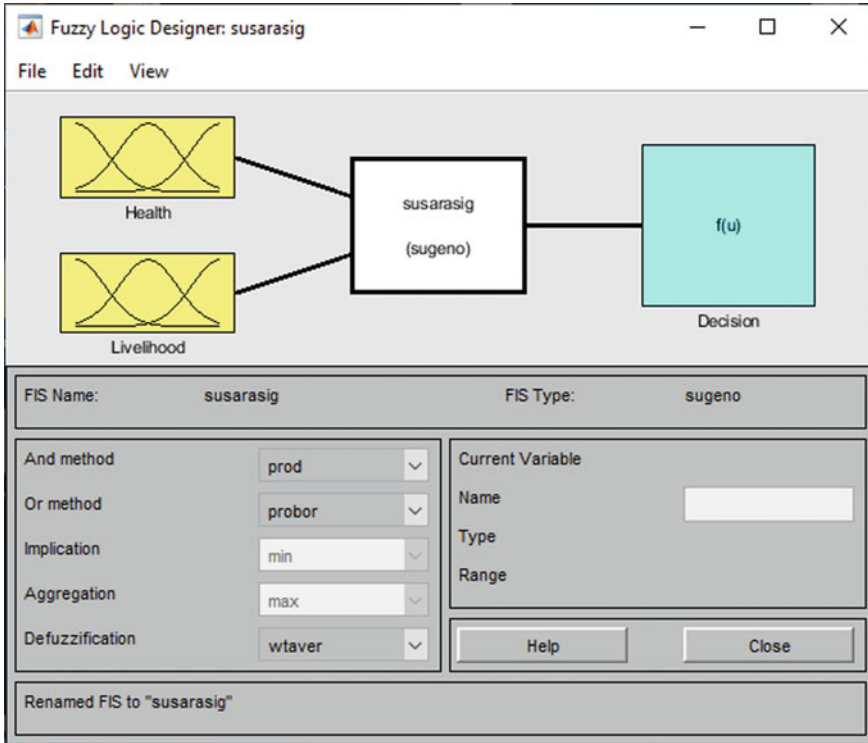 Fuzzy Logic Designer: susarasig
File Edit View
Health
Livelihood
susarasig
(sugeno)
f(u)
Decision
FIS Name: susarasig FIS Type: sugeno
And method prod
Or method probor
Implication min
Aggregation max
Defuzzification wtaver
Current Variable
Name
Type
Range
Help Close
Renamed FIS to "susarasig"